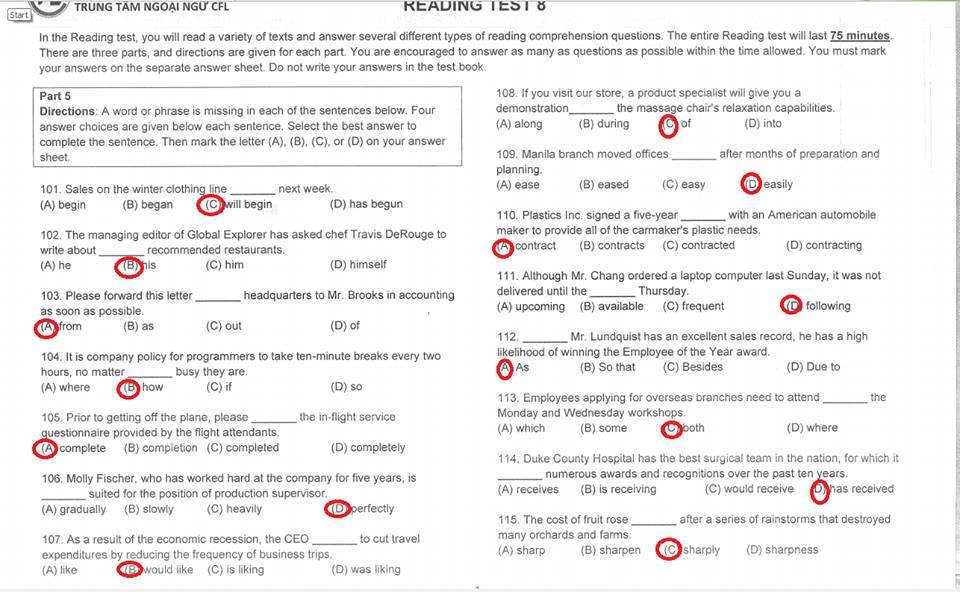 Start
TRUNG TÂM NGOẠI NGỮ CFL
READING TEST 8
In the Reading test, you will read a variety of texts and answer several different types of reading comprehension questions. The entire Reading test will last 75 minutes.
There are three parts, and directions are given for each part. You are encouraged to answer as many as questions as possible within the time allowed. You must mark
your answers on the separate answer sheet. Do not write your answers in the test book.
Part 5
Directions: A word or phrase is missing in each of the sentences below. Four
answer choices are given below each sentence. Select the best answer to
complete the sentence. Then mark the letter (A), (B), (C), or (D) on your answer
sheet.
101. Sales on the winter clothing line _______ next week.
(A) begin (B) began (C) will begin (D) has begun
102. The managing editor of Global Explorer has asked chef Travis DeRouge to
write about _______ recommended restaurants.
(A) he (B) his (C) him (D) himself
103. Please forward this letter _______ headquarters to Mr. Brooks in accounting
as soon as possible.
(A) from (B) as (C) out (D) of
104. It is company policy for programmers to take ten-minute breaks every two
hours, no matter _______ busy they are.
(A) where (B) how (C) if (D) so
105. Prior to getting off the plane, please _______ the in-flight service
questionnaire provided by the flight attendants.
(A) complete (B) completion (C) completed (D) completely
106. Molly Fischer, who has worked hard at the company for five years, is
_______ suited for the position of production supervisor.
(A) gradually (B) slowly (C) heavily (D) perfectly
107. As a result of the economic recession, the CEO _______ to cut travel
expenditures by reducing the frequency of business trips.
(A) like (B) would like (C) is liking (D) was liking
108. If you visit our store, a product specialist will give you a
demonstration_______ the massage chair's relaxation capabilities.
(A) along (B) during (C) of (D) into
109. Manila branch moved offices _______ after months of preparation and
planning.
(A) ease (B) eased (C) easy (D) easily
110. Plastics Inc. signed a five-year _______ with an American automobile
maker to provide all of the carmaker's plastic needs.
(A) contract (B) contracts (C) contracted (D) contracting
111. Although Mr. Chang ordered a laptop computer last Sunday, it was not
delivered until the _______ Thursday.
(A) upcoming (B) available (C) frequent (D) following
112. _______ Mr. Lundquist has an excellent sales record, he has a high
likelihood of winning the Employee of the Year award.
(A) As (B) So that (C) Besides (D) Due to
113. Employees applying for overseas branches need to attend _______ the
Monday and Wednesday workshops.
(A) which (B) some (C) both (D) where
114. Duke County Hospital has the best surgical team in the nation, for which it
_______ numerous awards and recognitions over the past ten years.
(A) receives (B) is receiving (C) would receive (D) has received
115. The cost of fruit rose _______ after a series of rainstorms that destroyed
many orchards and farms.
(A) sharp (B) sharpen (C) sharply (D) sharpness